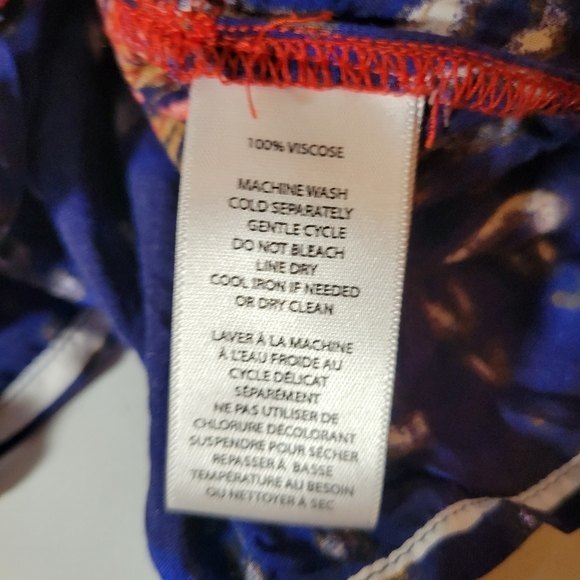 100% VISCOSE
MACHINE WASH
COLD SEPARATELY
GENTLE CYCLE
DO NOT BLEACH
LINE DRY
COOL IRON IF NEEDED
OR DRY CLEAN
LAVER À LA MACHINE
À L'EAU FROIDE AU
CYCLE DÉLICAT
SÉPARÉMENT
NE PAS UTILISER DE
CHLORURE DÉCOLORANT
SUSPENDRE POUR SÉCHER
REPASSER À BASSE
TEMPÉRATURE AU BESOIN
OU NETTOYER À SEC